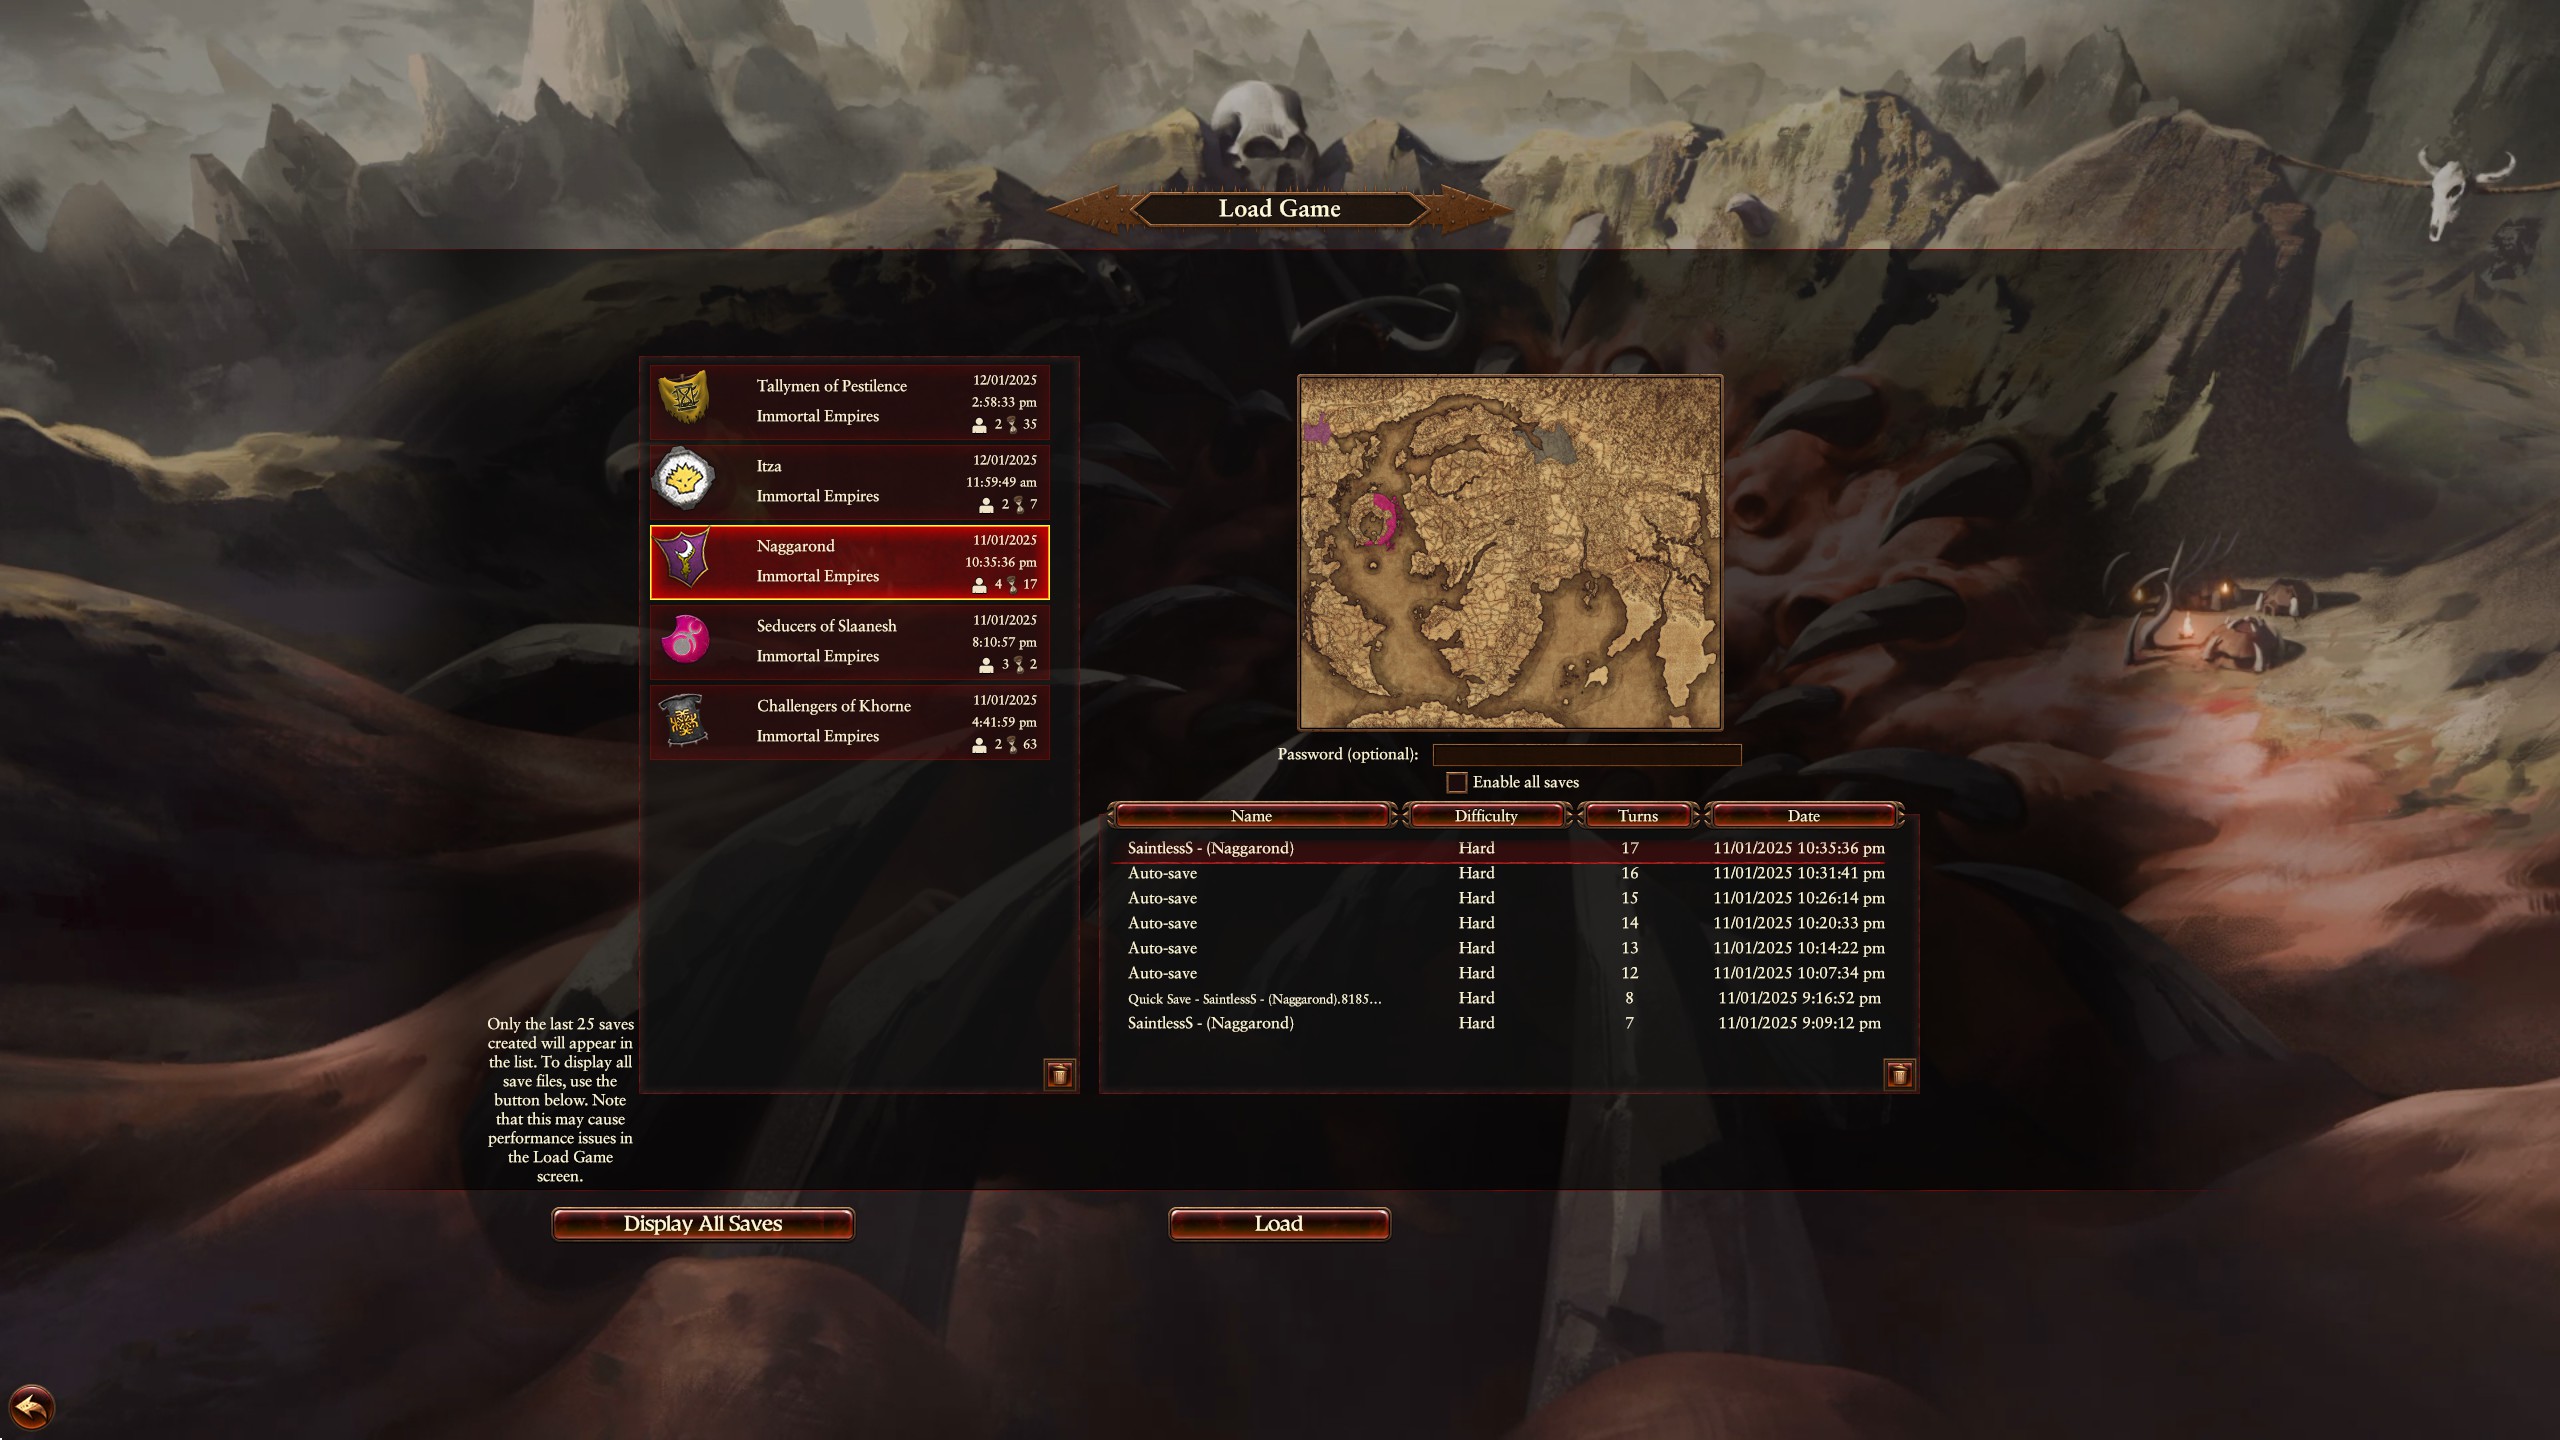 Load Game
Tallymen of Pestilence
Immortal Empires
12/01/2025
2:58:33 pm
2 35
Itza
Immortal Empires
12/01/2025
11:59:49 am
2 7
Naggarond
Immortal Empires
11/01/2025
10:35:36 pm
4 17
Seducers of Slaanesh
Immortal Empires
11/01/2025
8:10:57 pm
3 2
Challengers of Khorne
Immortal Empires
11/01/2025
4:41:59 pm
2 63
Only the last 25 saves
created will appear in
the list. To display all
save files, use the
button below. Note
that this may cause
performance issues in
the Load Game
screen.
Password (optional):
Enable all saves
Name Difficulty Turns Date
SaintlessS - (Naggarond) Hard 17 11/01/2025 10:35:36 pm
Auto-save Hard 16 11/01/2025 10:31:41 pm
Auto-save Hard 15 11/01/2025 10:26:14 pm
Auto-save Hard 14 11/01/2025 10:20:33 pm
Auto-save Hard 13 11/01/2025 10:14:22 pm
Auto-save Hard 12 11/01/2025 10:07:34 pm
Quick Save - SaintlessS - (Naggarond).8185... Hard 8 11/01/2025 9:16:52 pm
SaintlessS - (Naggarond) Hard 7 11/01/2025 9:09:12 pm
Display All Saves
Load